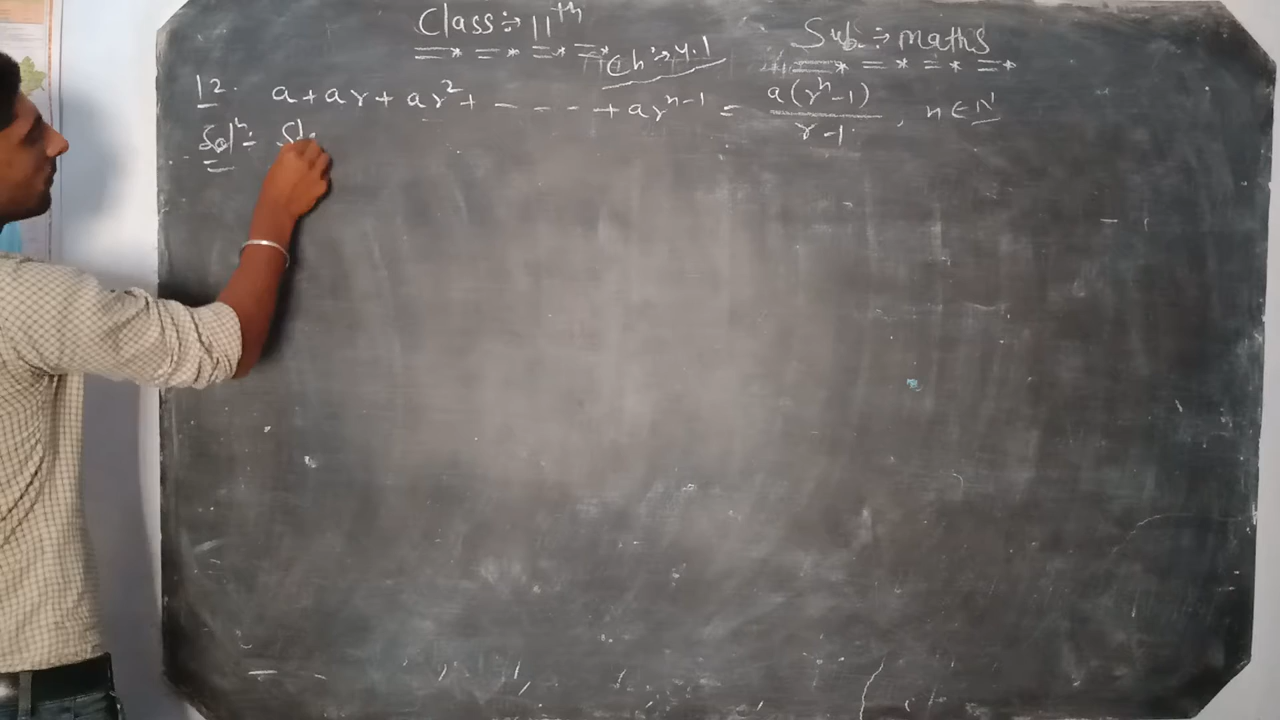 Class :- 11th
Sub :- maths
Ch :- 4.1
12. a + ar + ar² + - - - - + arⁿ⁻¹ = a(rⁿ-1)/r-1, n ∈ N
Solⁿ :-